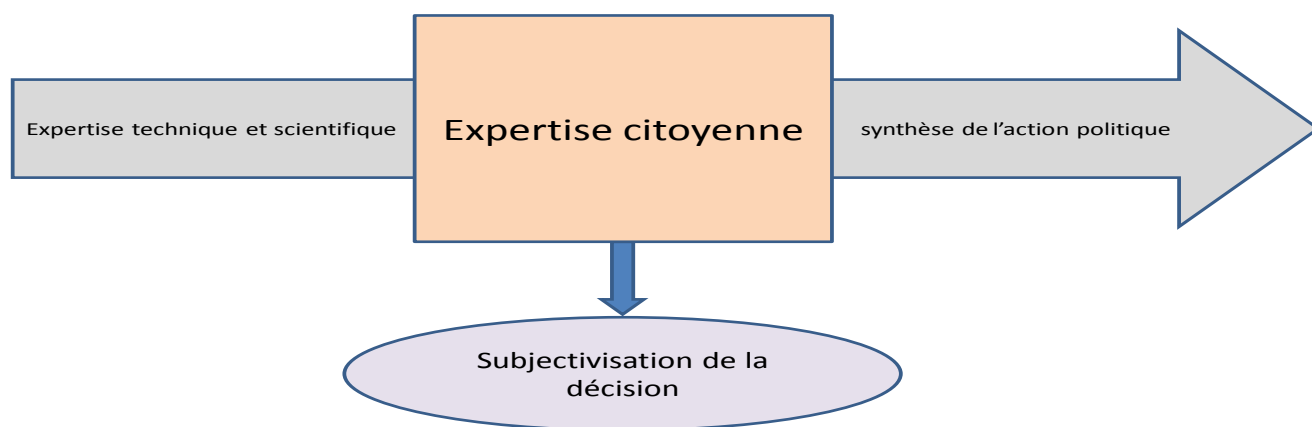 Expertise technique et scientifique
Expertise citoyenne
synthèse de l'action politique
Subjectivisation de la
décision